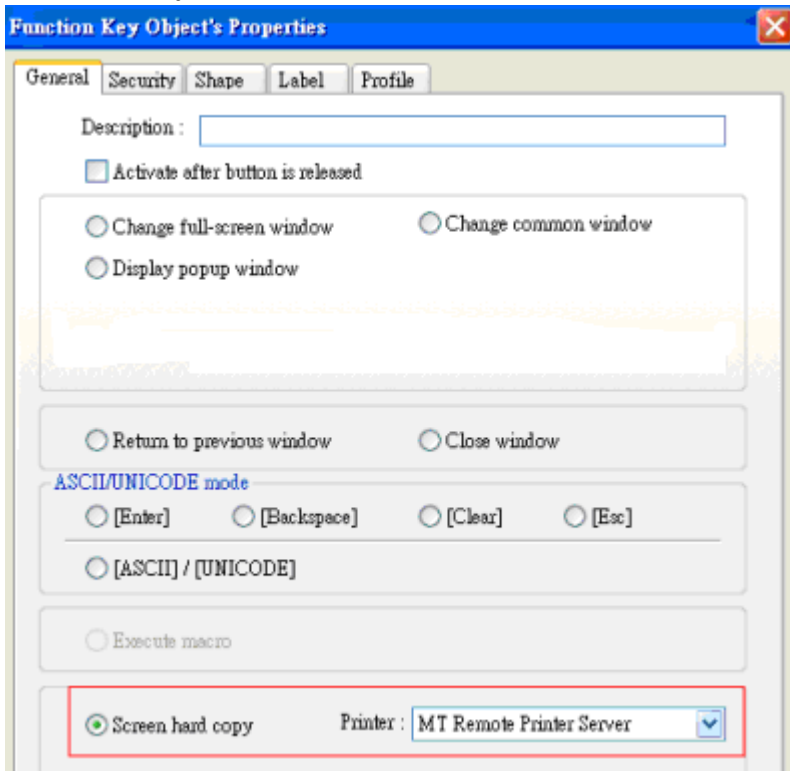 Function Key Object's Properties
General Security Shape Label Profile
Description :
Activate after button is released
Change full-screen window Change common window
Display popup window
Return to previous window Close window
ASCII/UNICODE mode
[Enter] [Backspace] [Clear] [Esc]
[ASCII] / [UNICODE]
Execute macro
Screen hard copy Printer : MT Remote Printer Server